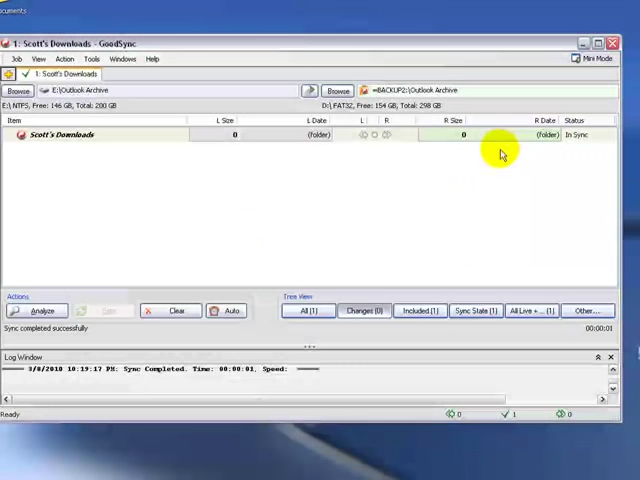 ocuments
1: Scott's Downloads - GoodSync
Job View Action Tools Windows Help Mini Mode
1: Scott's Downloads
Browse E:\Outlook Archive Browse =BACKUP2:\Outlook Archive
E:\ NTFS, Free: 146 GB, Total: 200 GB D:\ FAT32, Free: 154 GB, Total: 298 GB
Item L Size L Date L R R Size R Date Status
Scott's Downloads 0 (folder) 0 (folder) In Sync
Actions Tree View
Analyze Clear Auto All (1) Changes (0) Included (1) Sync State (1) All Live + ... (1) Other...
Sync completed successfully 00:00:01
Log Window
3/8/2010 10:19:17 PM: Sync Completed. Time: 00:00:01, Speed:
Ready 0 1 0